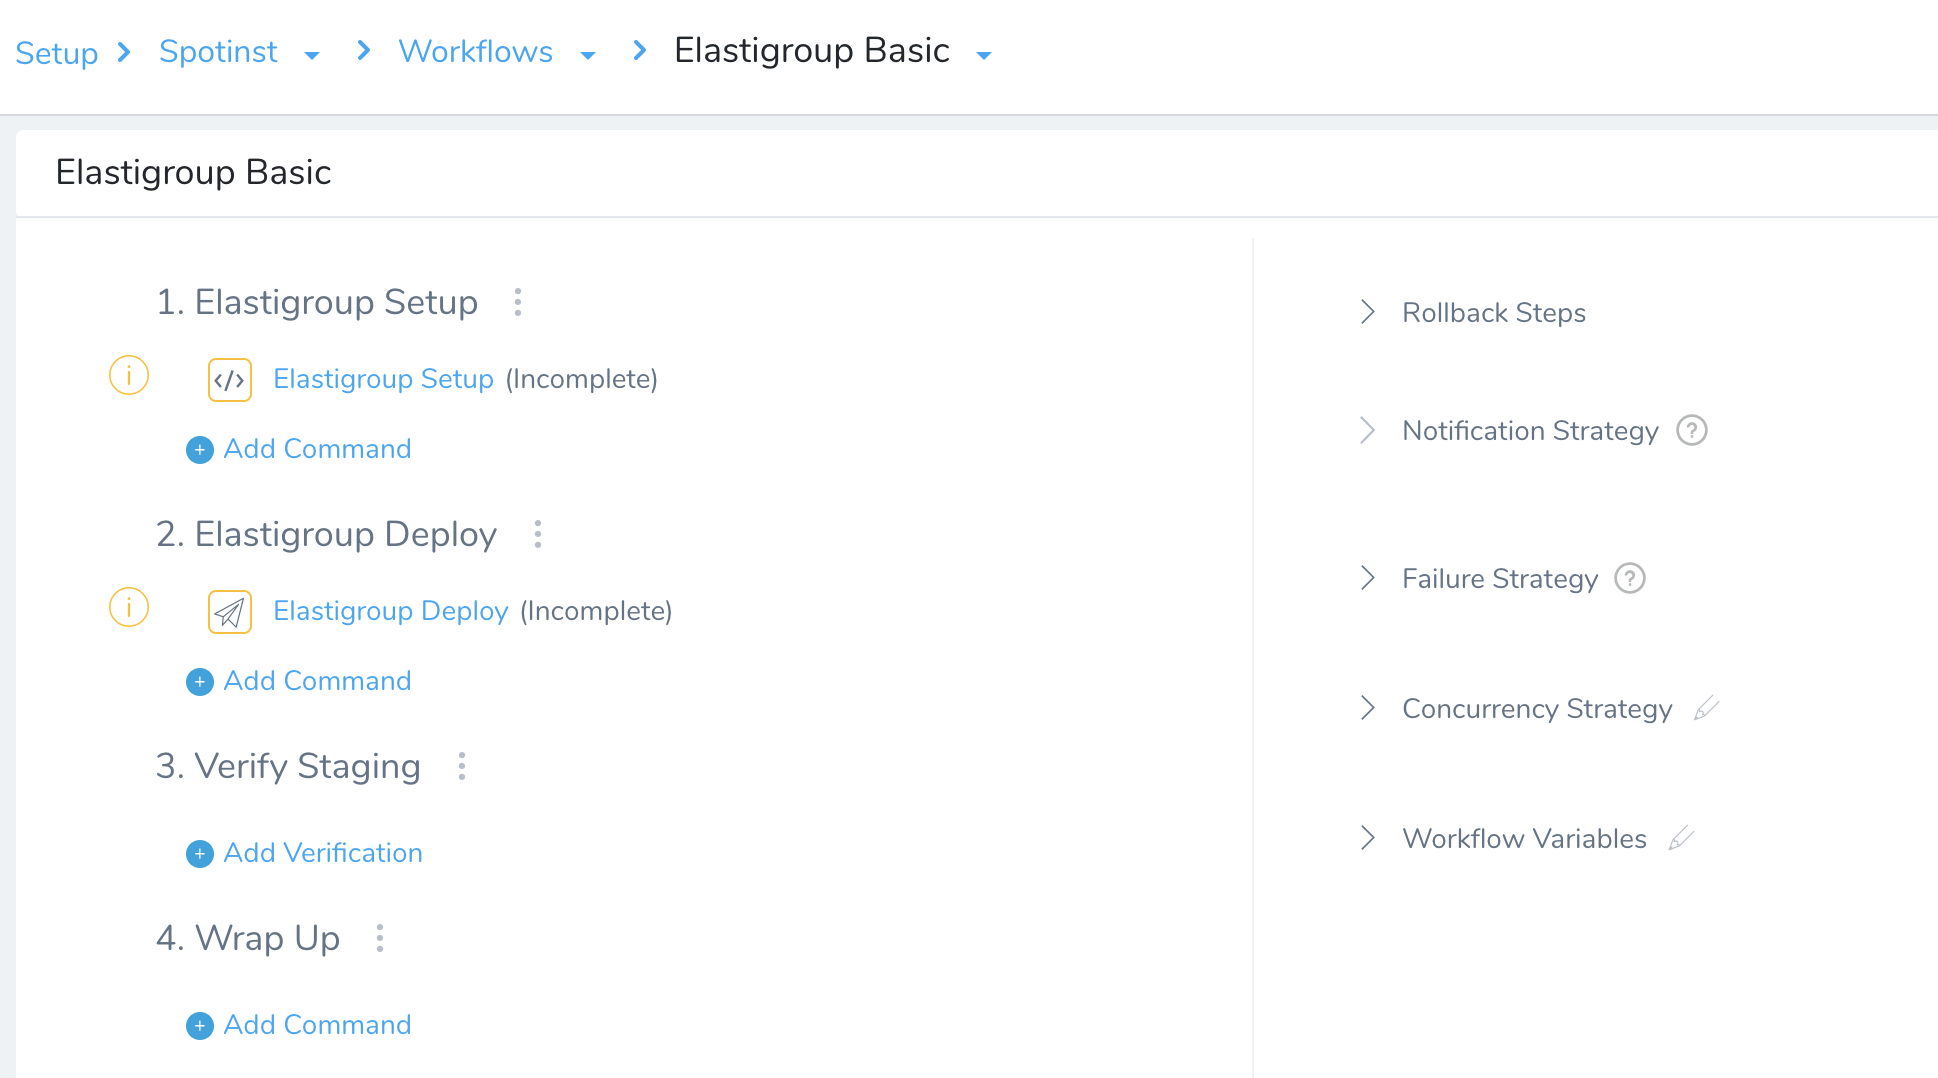 Setup Spotinst Workflows Elastigroup Basic
Elastigroup Basic
1. Elastigroup Setup
Elastigroup Setup (Incomplete)
Add Command
2. Elastigroup Deploy
Elastigroup Deploy (Incomplete)
Add Command
3. Verify Staging
Add Verification
4. Wrap Up
Add Command
Rollback Steps
Notification Strategy
Failure Strategy
Concurrency Strategy
Workflow Variables